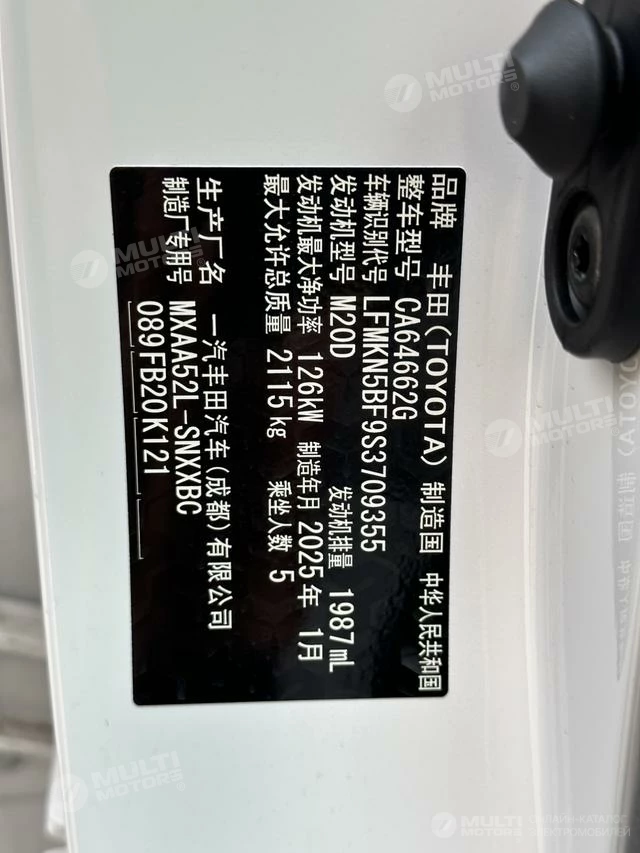 品牌 丰田(TOYOTA) 制造国 中华人民共和国
整车型号 CA64662G
车辆识别代号 LFMKN5BF9S3709355
发动机型号 M20D 发动机排量 1987mL
发动机最大净功率 126kW 制造年月 2025年 1月
最大允许总质量 2115kg 乘坐人数 5
生产厂名 一汽丰田汽车(成都)有限公司
制造厂专用号 MXAA52L-SNXXBC
089FB20K121
MULTI
MOTORS
MULTI
MOTORS
MULTI
MOTORS
MULTI
MOTORS
MULTI
MOTORS
ОНЛАЙН-КАТАЛОГ
ЭЛЕКТРОМОБИЛЕЙ